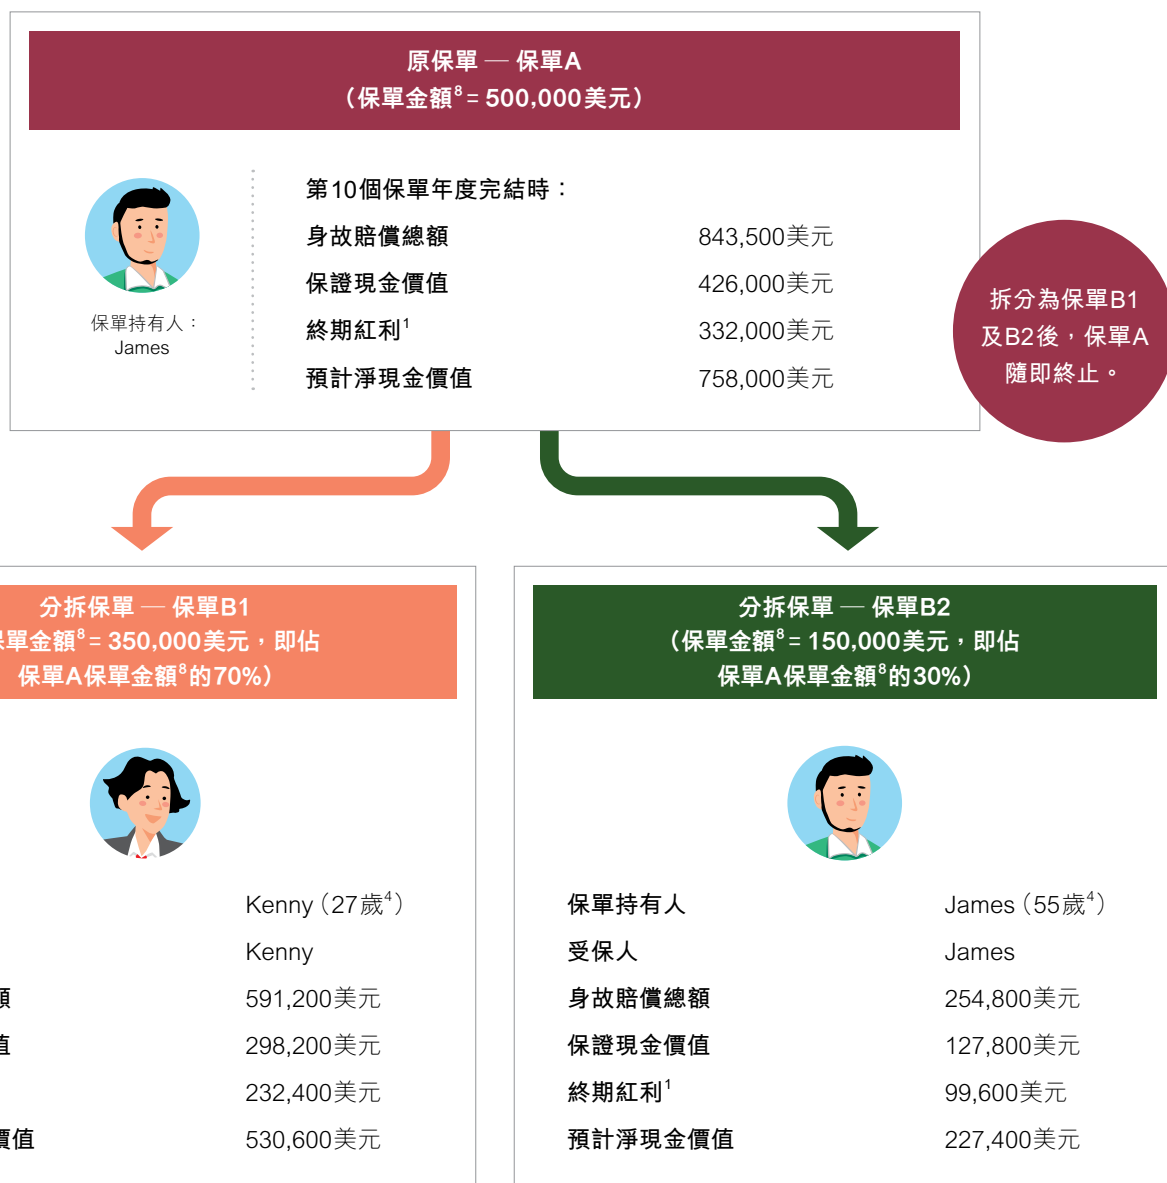 原保單 — 保單A
（保單金額⁸= 500,000美元）
第10個保單年度完結時：
身故賠償總額 843,500美元
保證現金價值 426,000美元
終期紅利¹ 332,000美元
預計淨現金價值 758,000美元
保單持有人：
James
拆分為保單B1
及B2後，保單A
隨即終止。
分拆保單 — 保單B1
單金額⁸= 350,000美元，即佔
保單A保單金額⁸的70%）
Kenny（27歲⁴）
Kenny
額 591,200美元
值 298,200美元
232,400美元
價值 530,600美元
分拆保單 — 保單B2
（保單金額⁸= 150,000美元，即佔
保單A保單金額⁸的30%）
保單持有人 James（55歲⁴）
受保人 James
身故賠償總額 254,800美元
保證現金價值 127,800美元
終期紅利¹ 99,600美元
預計淨現金價值 227,400美元